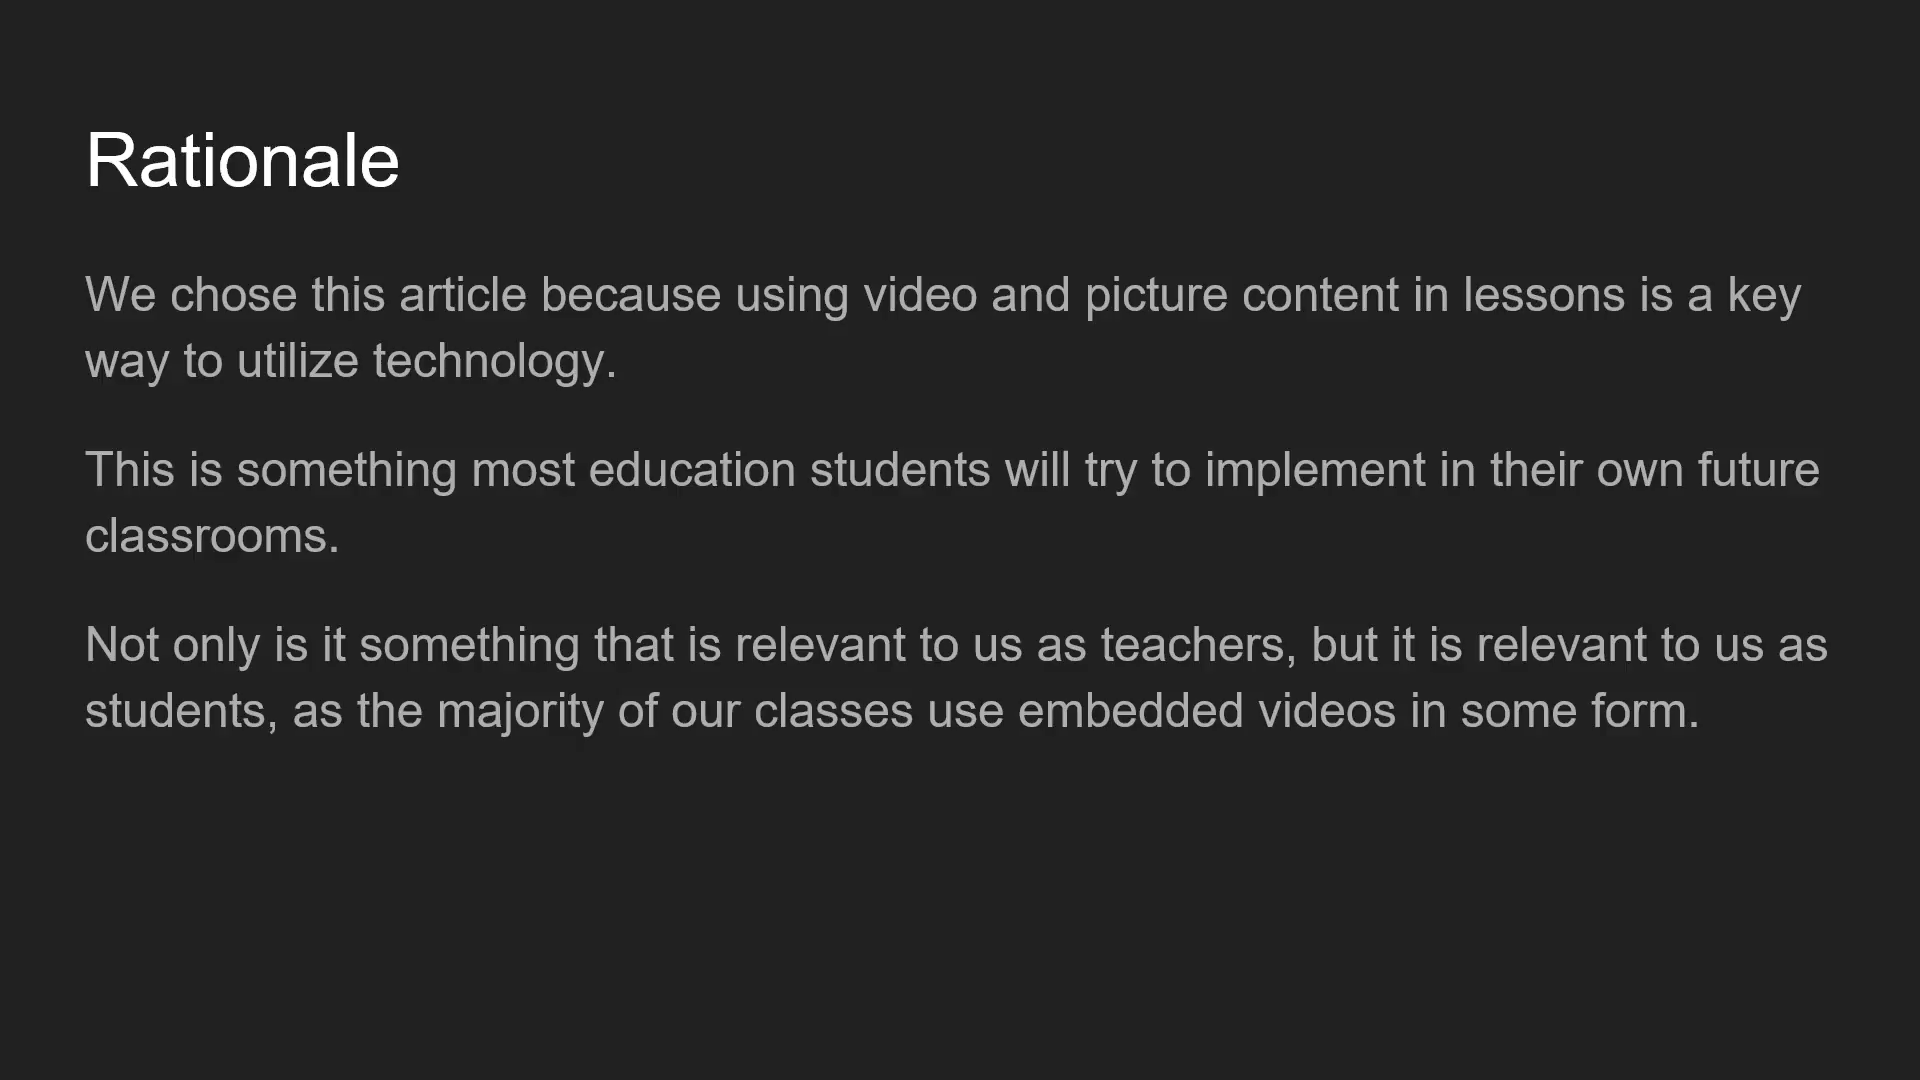 Rationale
We chose this article because using video and picture content in lessons is a key
way to utilize technology.
This is something most education students will try to implement in their own future
classrooms.
Not only is it something that is relevant to us as teachers, but it is relevant to us as
students, as the majority of our classes use embedded videos in some form.